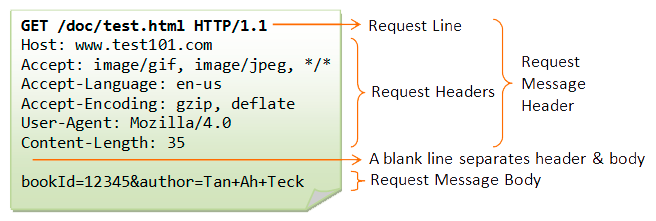 GET /doc/test.html HTTP/1.1
Host: www.test101.com
Accept: image/gif, image/jpeg, */*
Accept-Language: en-us
Accept-Encoding: gzip, deflate
User-Agent: Mozilla/4.0
Content-Length: 35
bookId=12345&author=Tan+Ah+Teck
Request Line
Request Headers
Request
Message
Header
A blank line separates header & body
Request Message Body